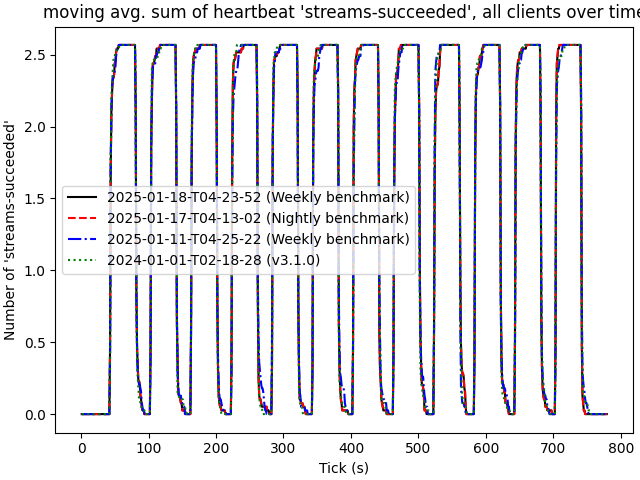 moving avg. sum of heartbeat 'streams-succeeded', all clients over time
2.5
2.0
1.5
1.0
0.5
0.0
Number of 'streams-succeeded'
2025-01-18-T04-23-52 (Weekly benchmark)
2025-01-17-T04-13-02 (Nightly benchmark)
2025-01-11-T04-25-22 (Weekly benchmark)
2024-01-01-T02-18-28 (v3.1.0)
0 100 200 300 400 500 600 700 800
Tick (s)